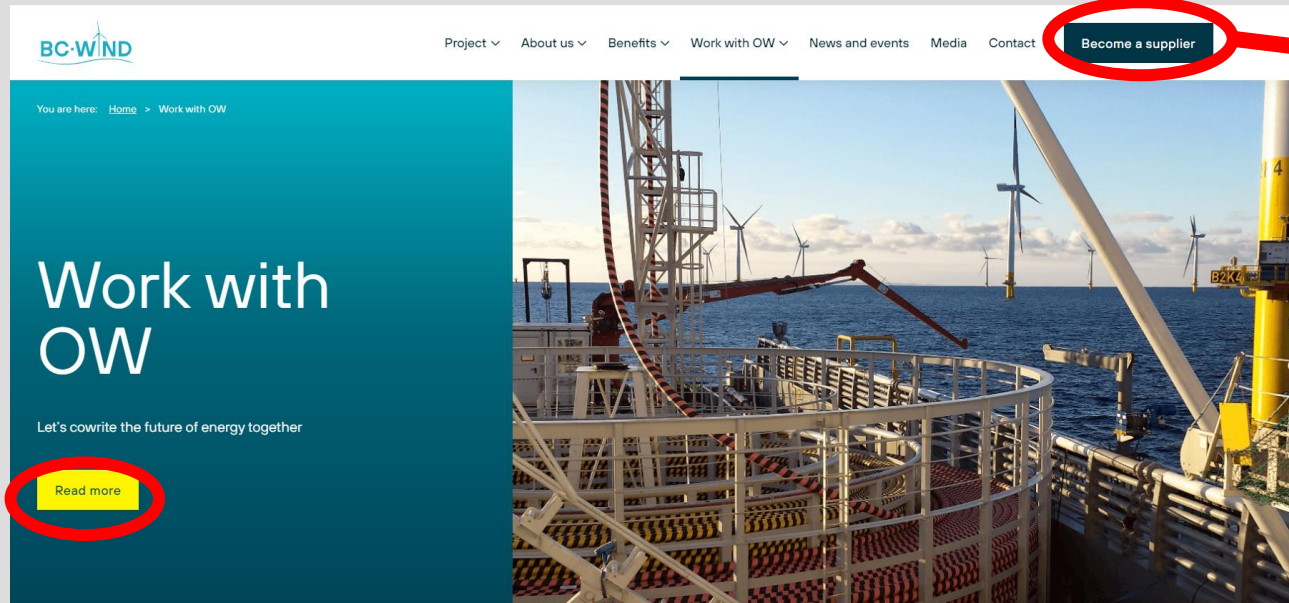 BC·WIND
Project About us Benefits Work with OW News and events Media Contact Become a supplier
You are here: Home > Work with OW
4
B2K4
Work with
OW
Let's cowrite the future of energy together
Read more